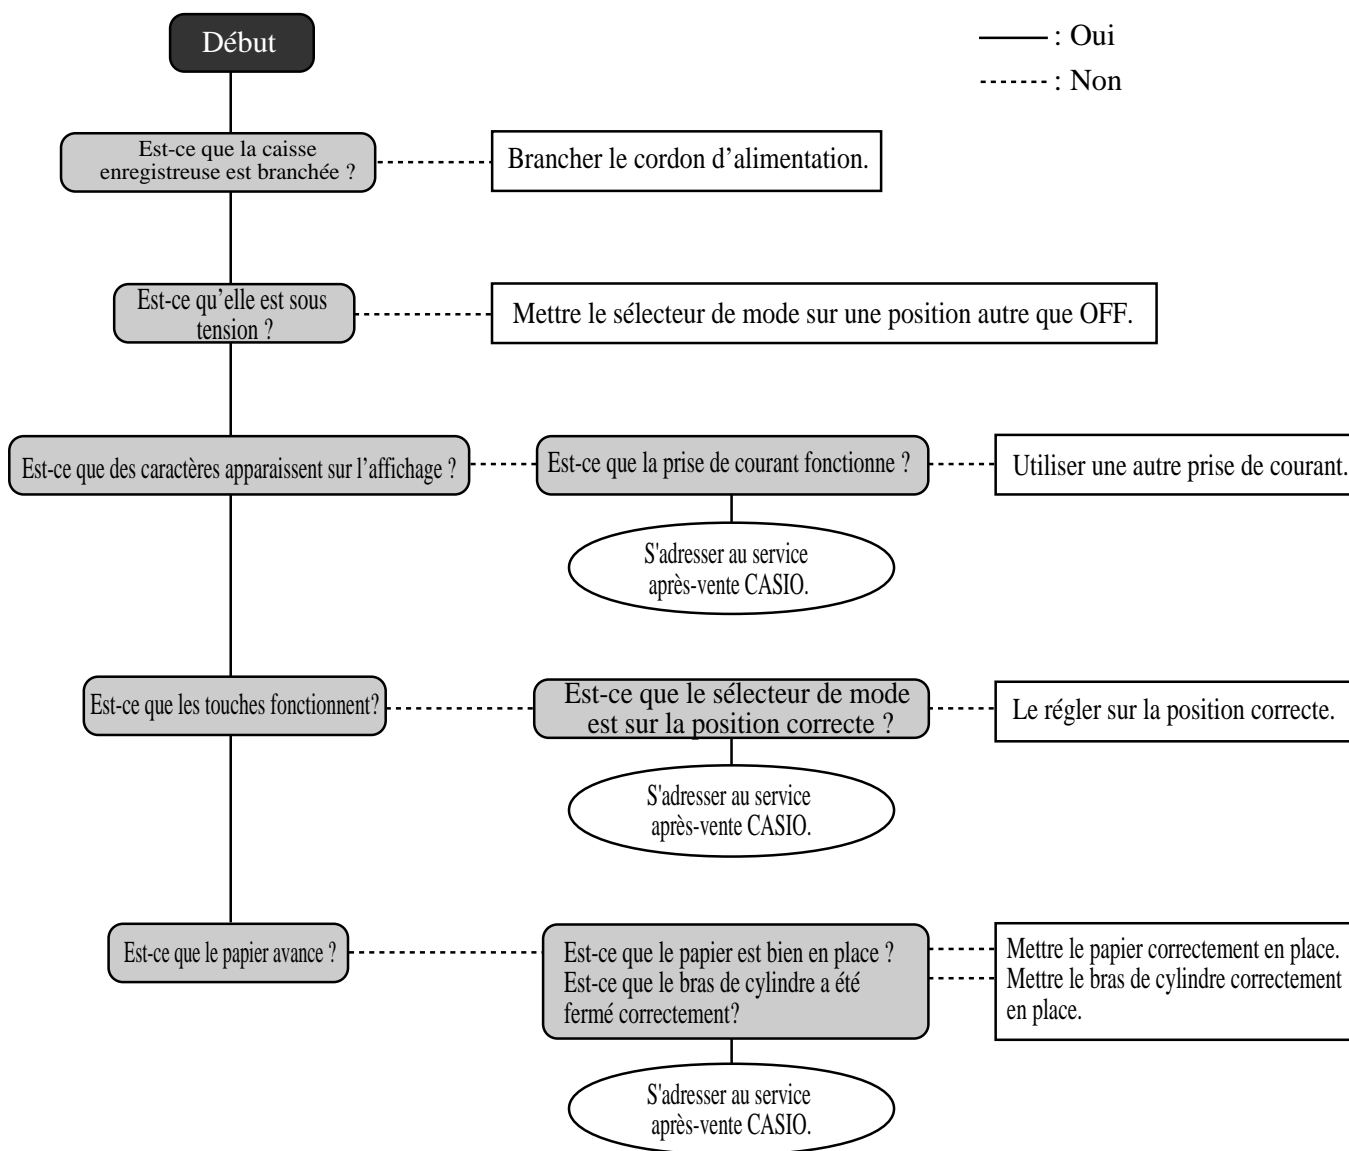 Début
: Oui
: Non
Est-ce que la caisse
enregistreuse est branchée ?
Brancher le cordon d’alimentation.
Est-ce qu’elle est sous
tension ?
Mettre le sélecteur de mode sur une position autre que OFF.
Est-ce que des caractères apparaissent sur l’affichage ?
Est-ce que la prise de courant fonctionne ?
Utiliser une autre prise de courant.
S'adresser au service
après-vente CASIO.
Est-ce que les touches fonctionnent?
Est-ce que le sélecteur de mode
est sur la position correcte ?
Le régler sur la position correcte.
S'adresser au service
après-vente CASIO.
Est-ce que le papier avance ?
Est-ce que le papier est bien en place ?
Est-ce que le bras de cylindre a été
fermé correctement?
Mettre le papier correctement en place.
Mettre le bras de cylindre correctement
en place.
S'adresser au service
après-vente CASIO.